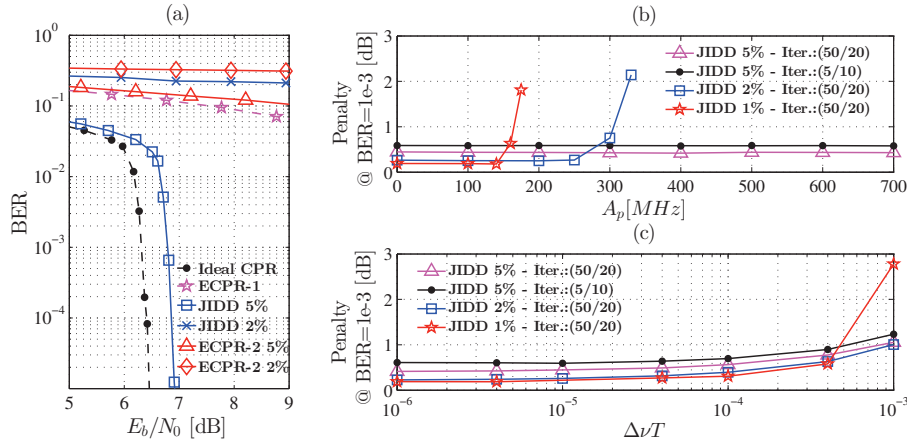 (a)
10^0
10^-1
10^-2
10^-3
10^-4
BER
Ideal CPR
ECPR-1
JIDD 5%
JIDD 2%
ECPR-2 5%
ECPR-2 2%
5 6 7 8 9
E_b/N_0 [dB]
(b)
3
2
1
0
Penalty
@ BER=1e-3 [dB]
JIDD 5% - Iter.:(50/20)
JIDD 5% - Iter.:(5/10)
JIDD 2% - Iter.:(50/20)
JIDD 1% - Iter.:(50/20)
0 100 200 300 400 500 600 700
A_p[MHz]
(c)
3
2
1
0
Penalty
@ BER=1e-3 [dB]
JIDD 5% - Iter.:(50/20)
JIDD 5% - Iter.:(5/10)
JIDD 2% - Iter.:(50/20)
JIDD 1% - Iter.:(50/20)
10^-6 10^-5 10^-4 10^-3
ΔνT